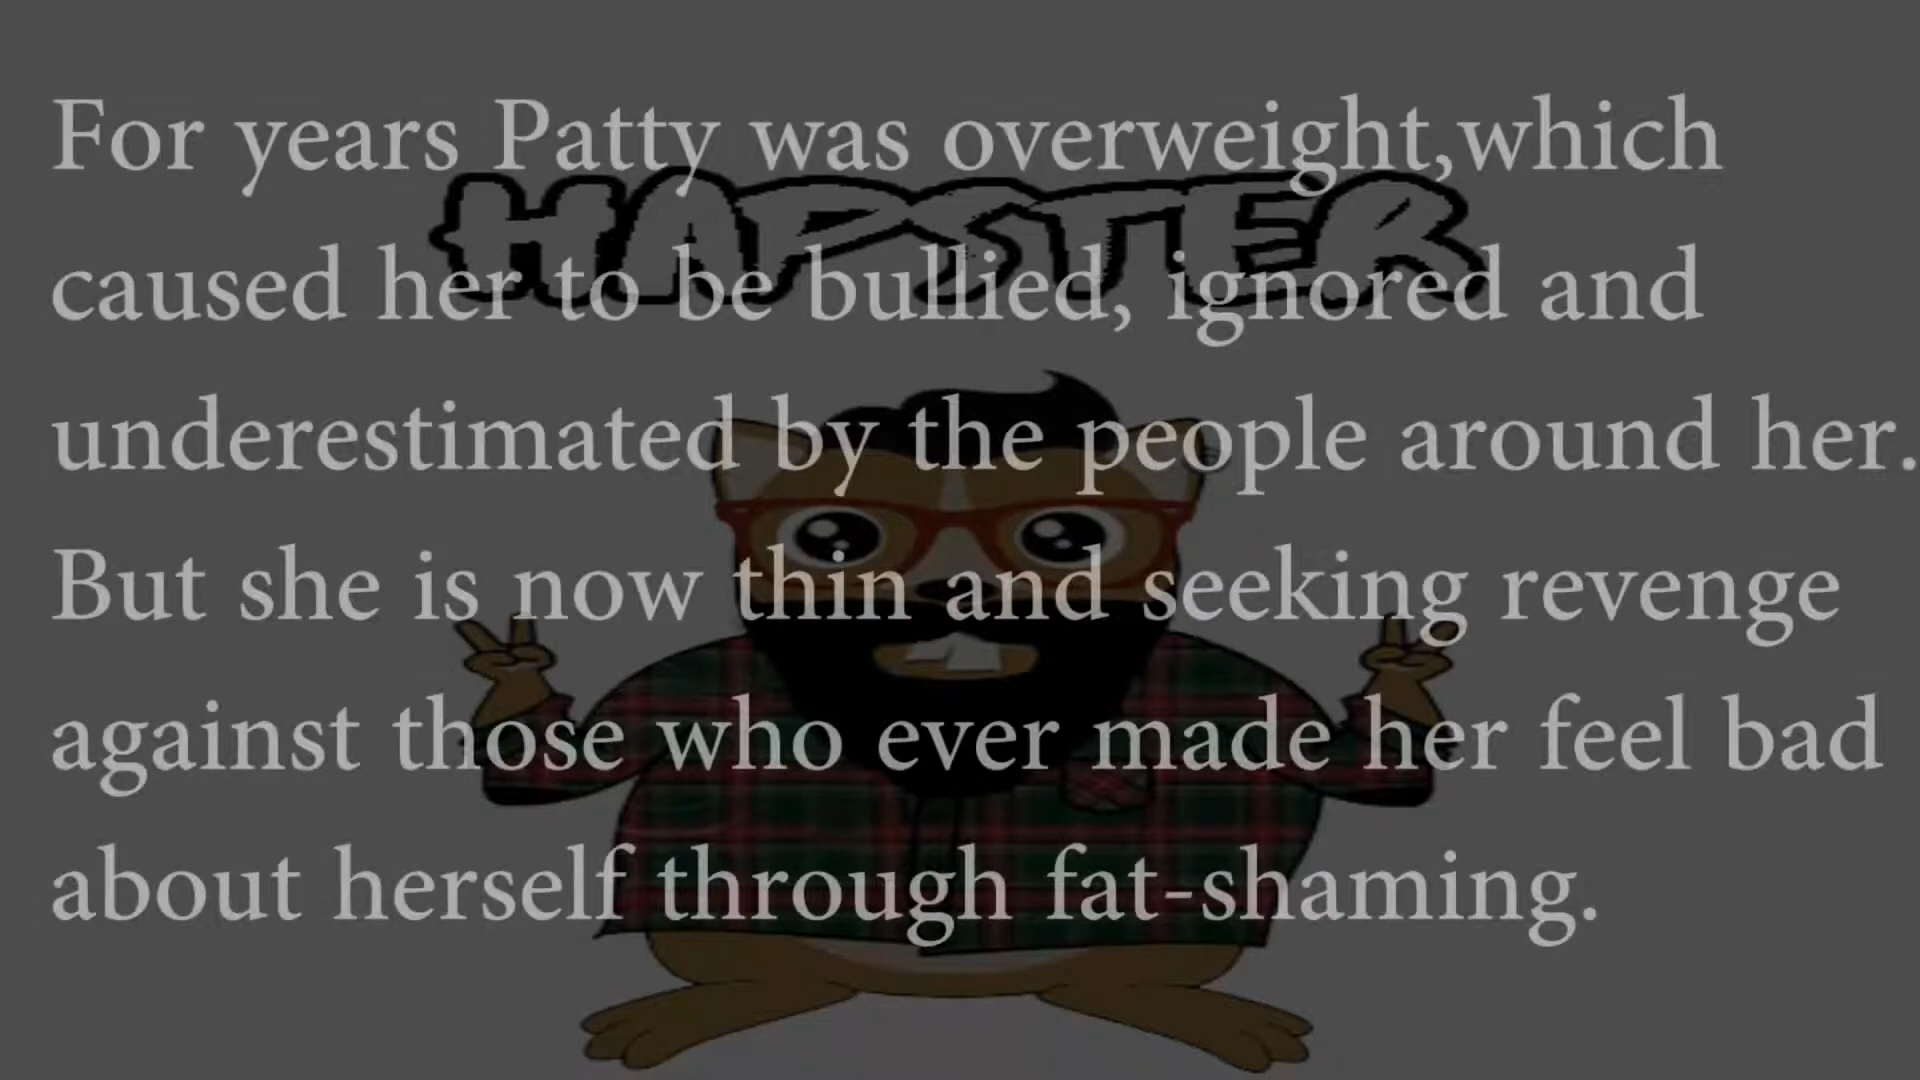 For years Patty was overweight,which
HAPSTER
caused her to be bullied, ignored and
underestimated by the people around her.
But she is now thin and seeking revenge
against those who ever made her feel bad
about herself through fat-shaming.